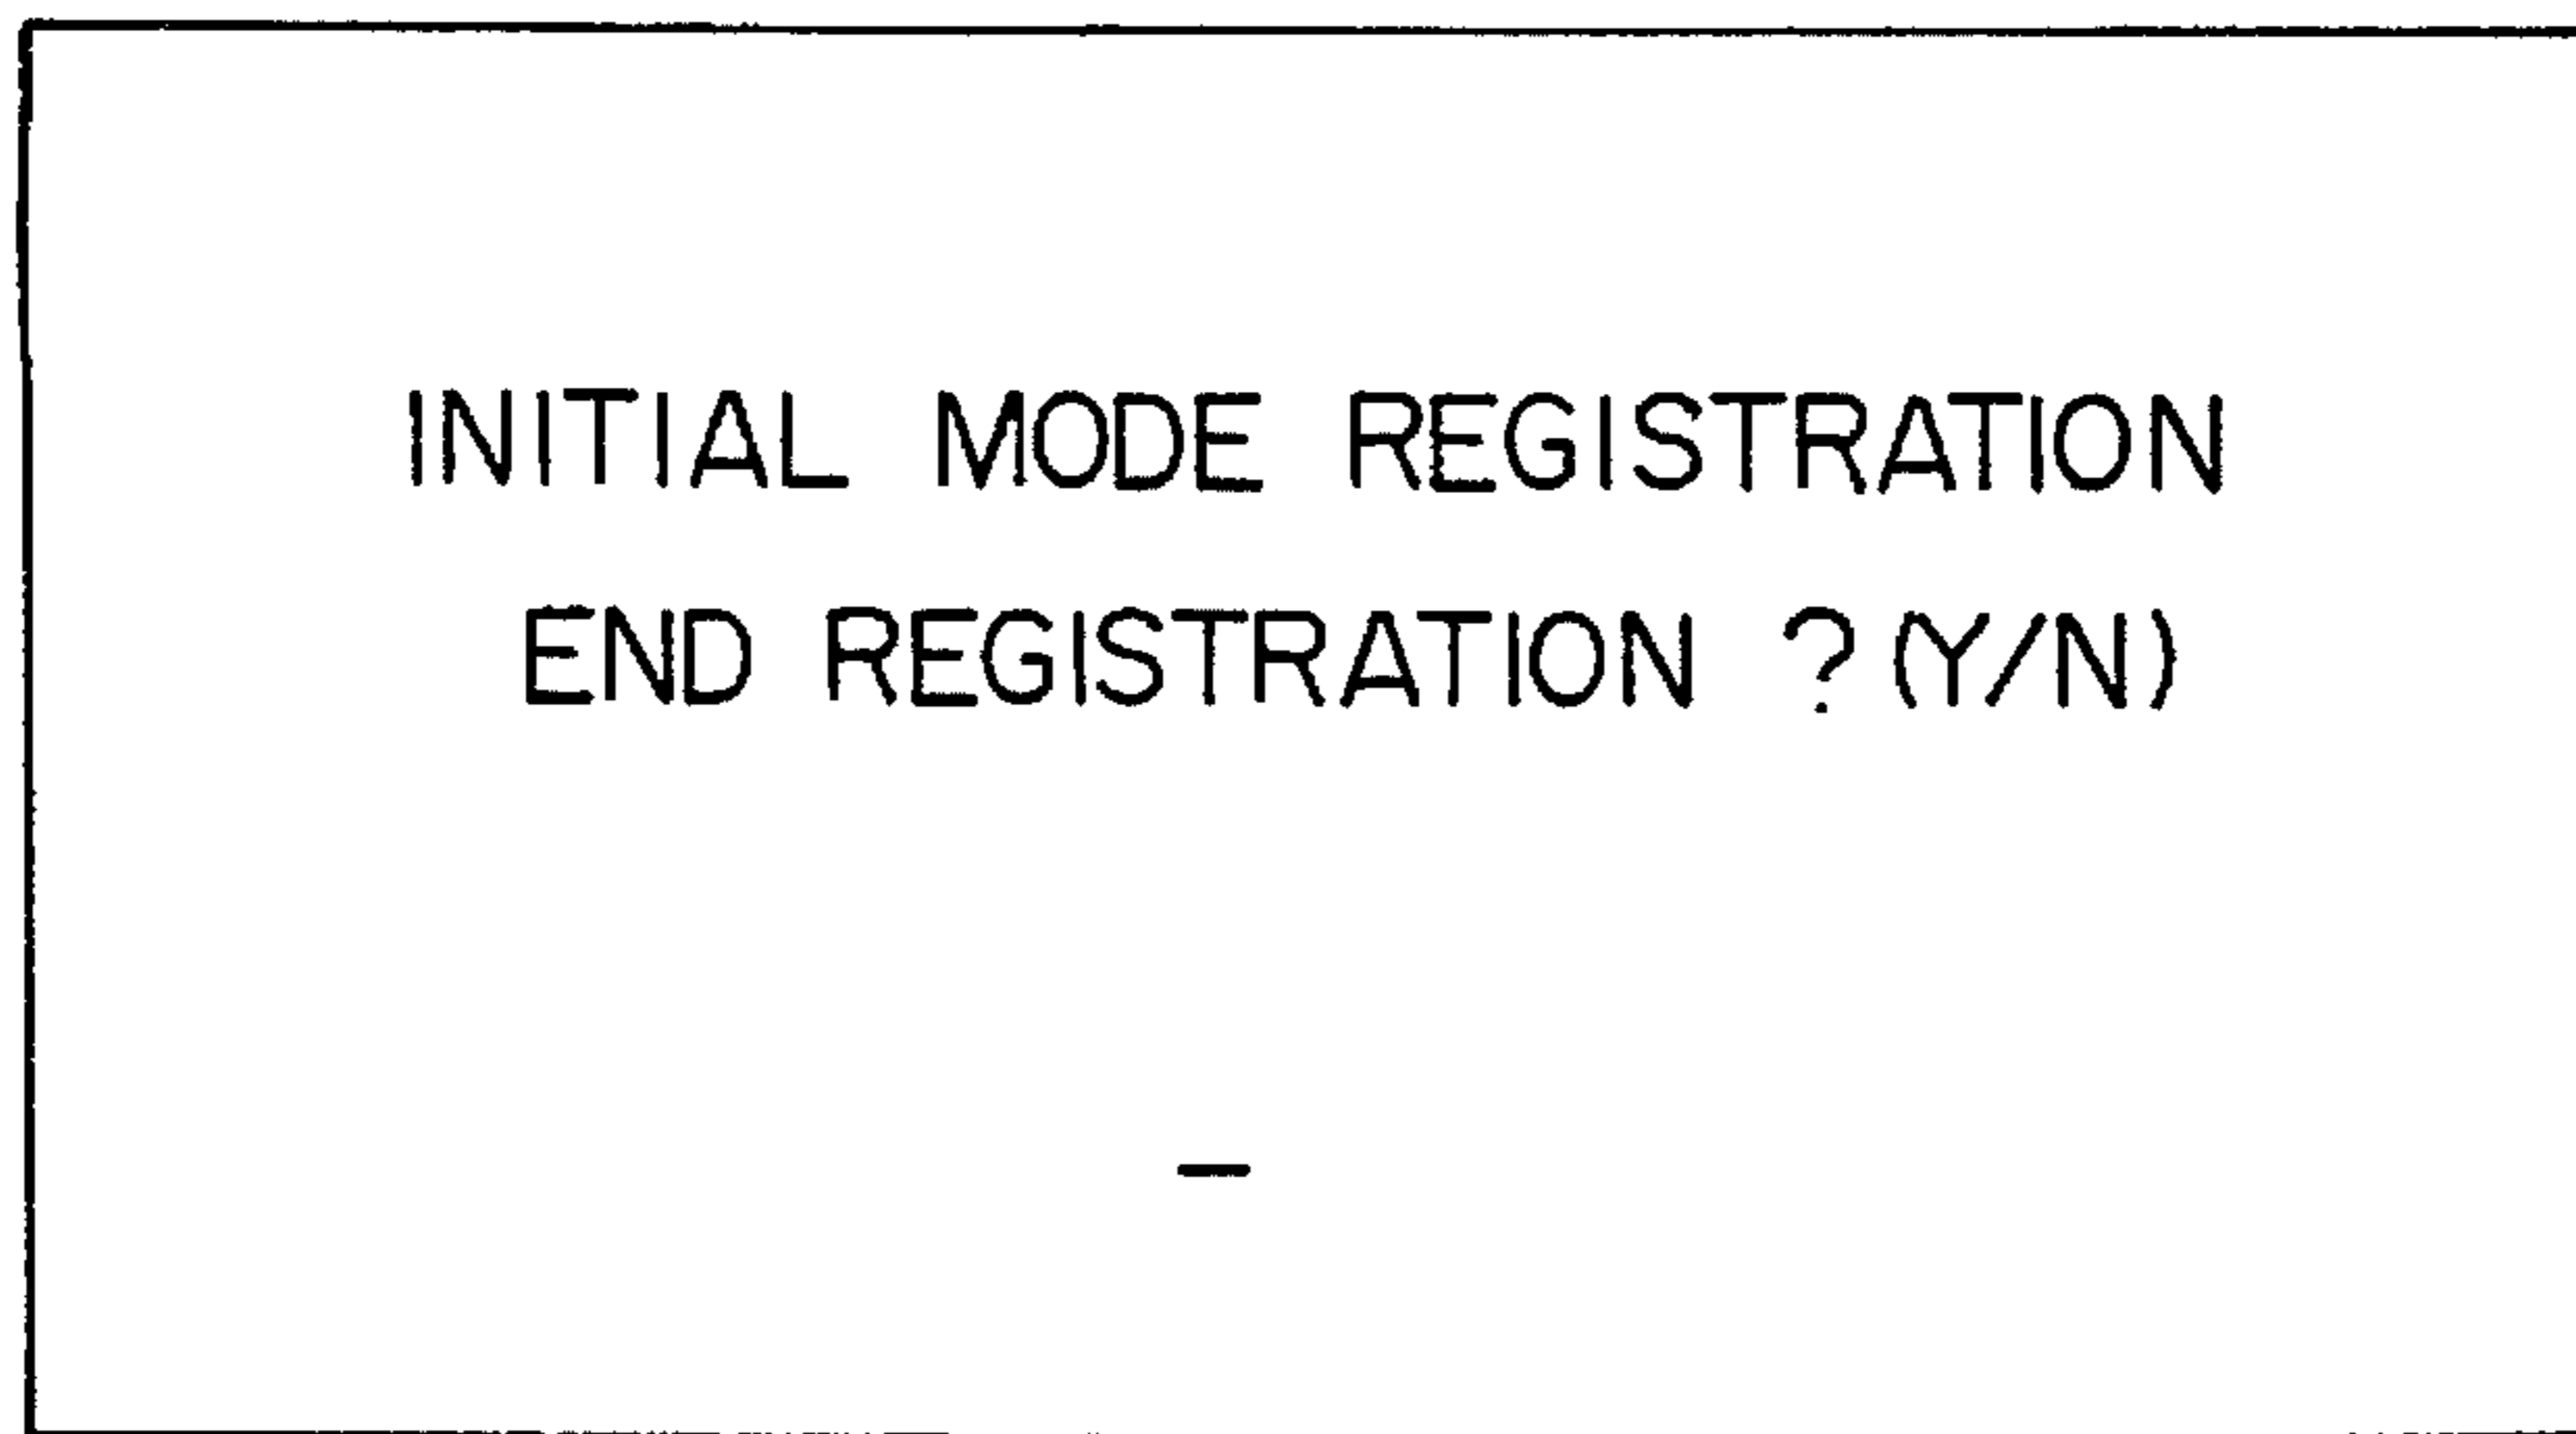 INITIAL MODE REGISTRATION
END REGISTRATION ? (Y/N)
_